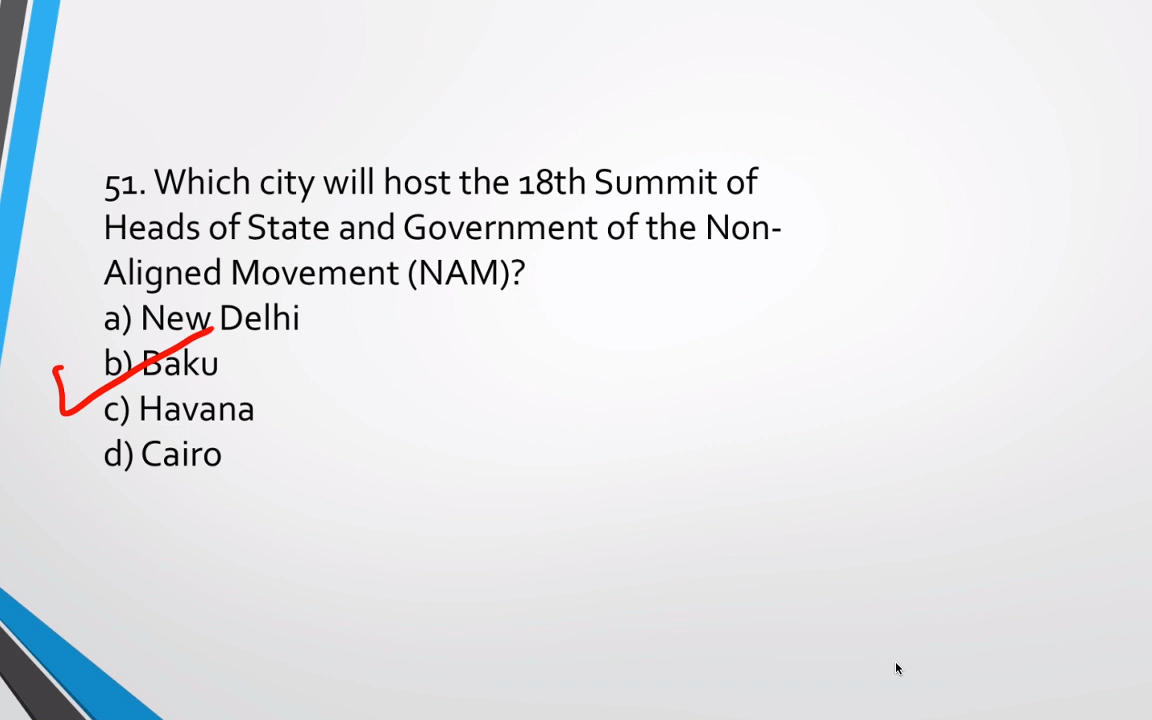 51. Which city will host the 18th Summit of
Heads of State and Government of the Non-
Aligned Movement (NAM)?
a) New Delhi
b) Baku
c) Havana
d) Cairo